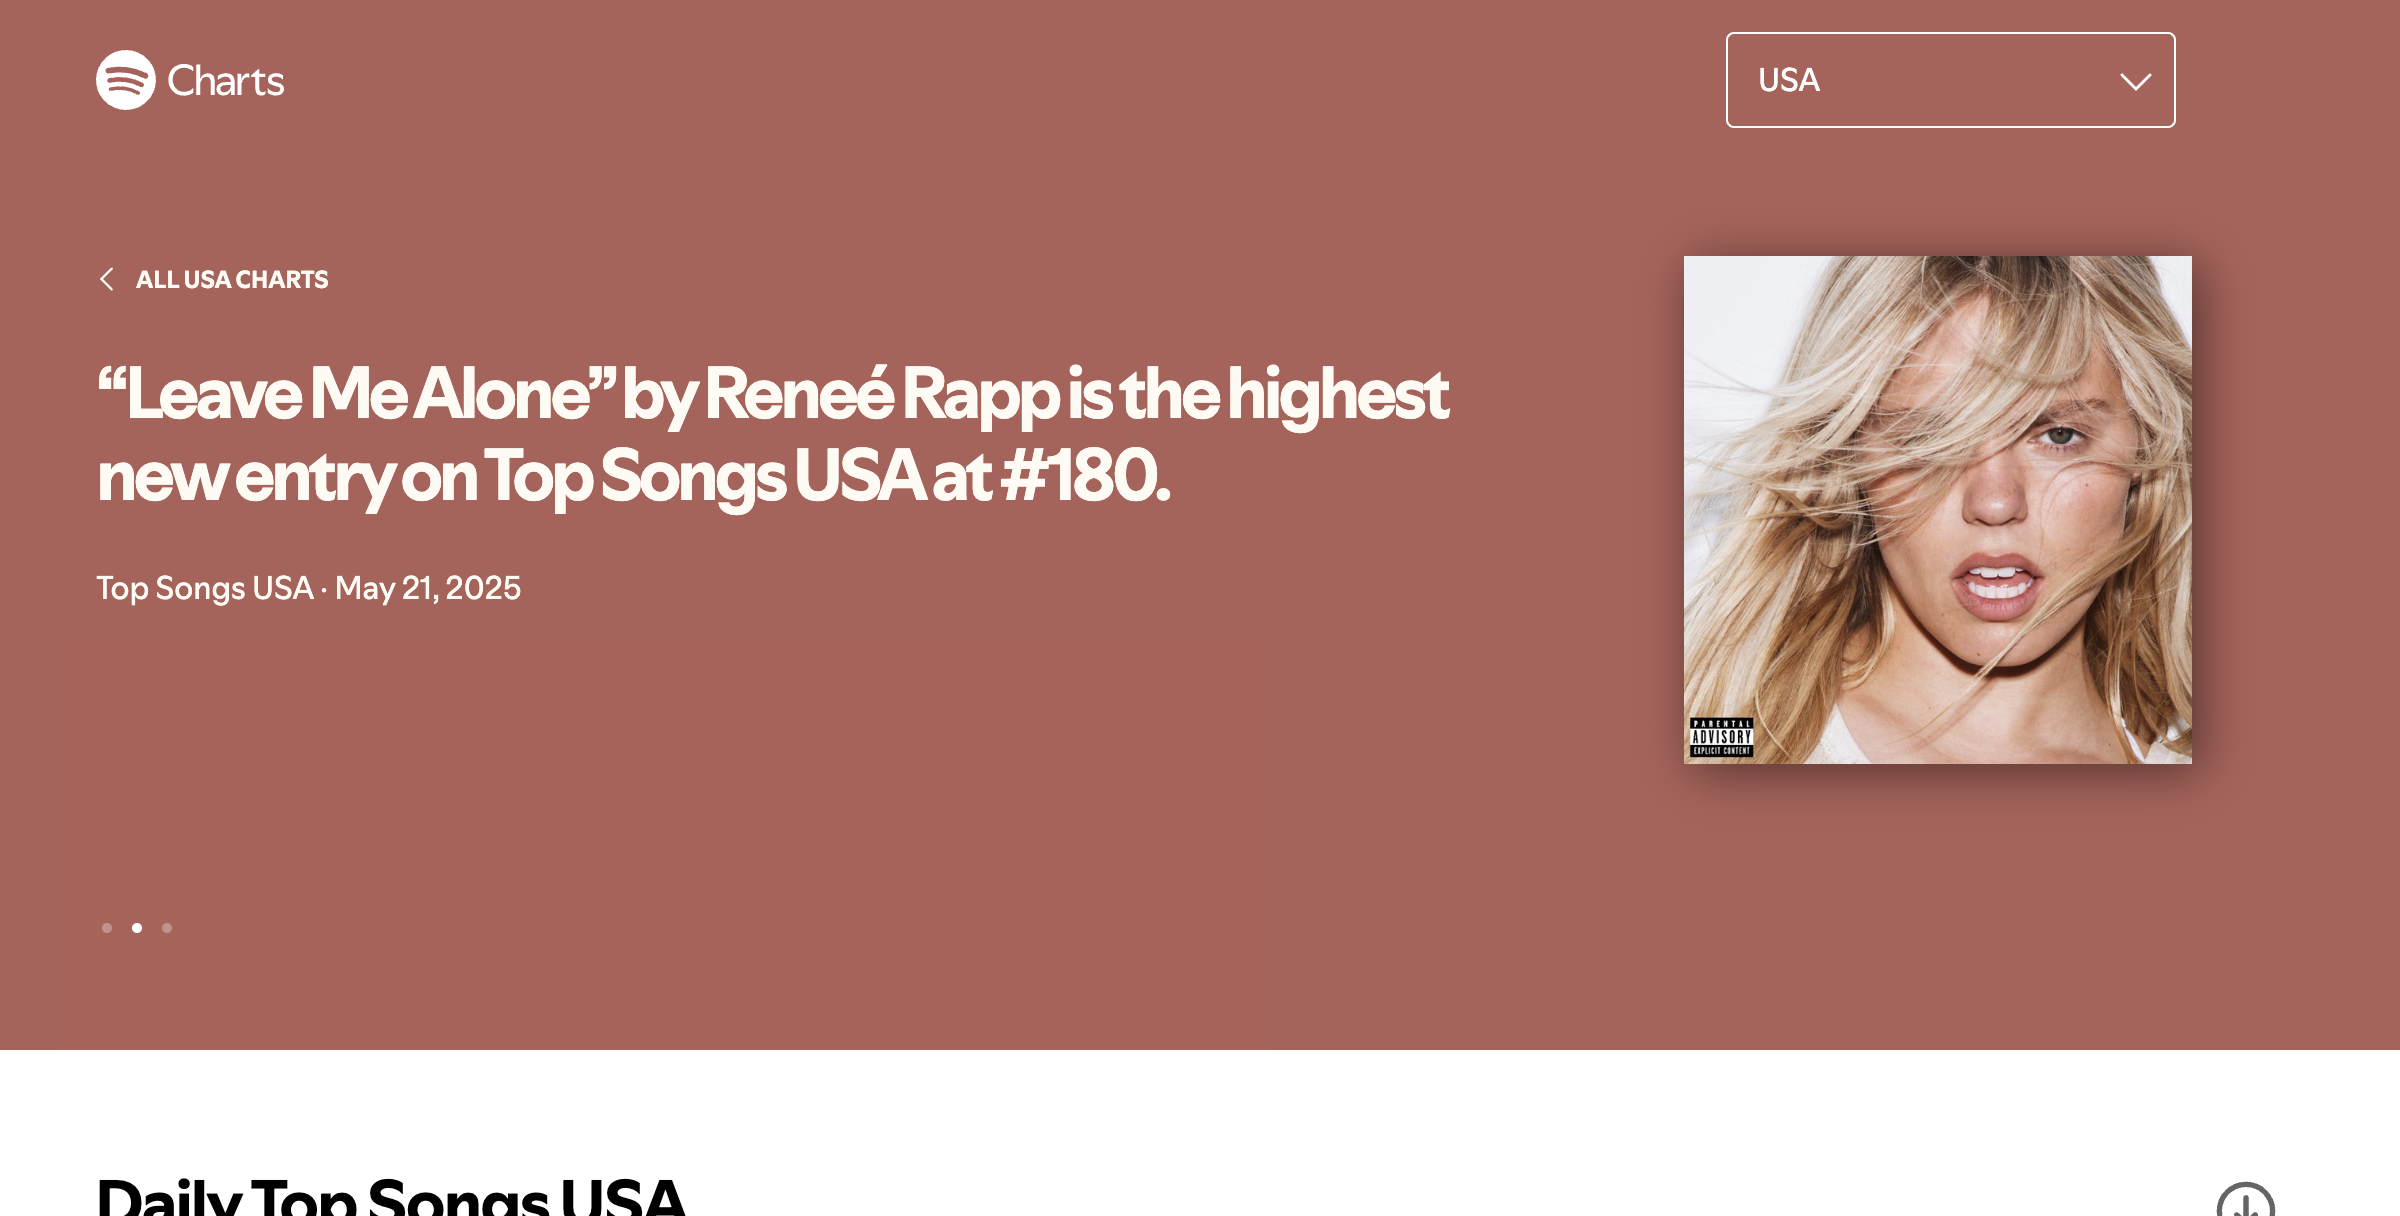 Charts
USA
ALL USA CHARTS
“Leave Me Alone” by Reneé Rapp is the highest
new entry on Top Songs USA at #180.
Top Songs USA · May 21, 2025
PARENTAL
ADVISORY
EXPLICIT CONTENT
Daily Top Songs USA